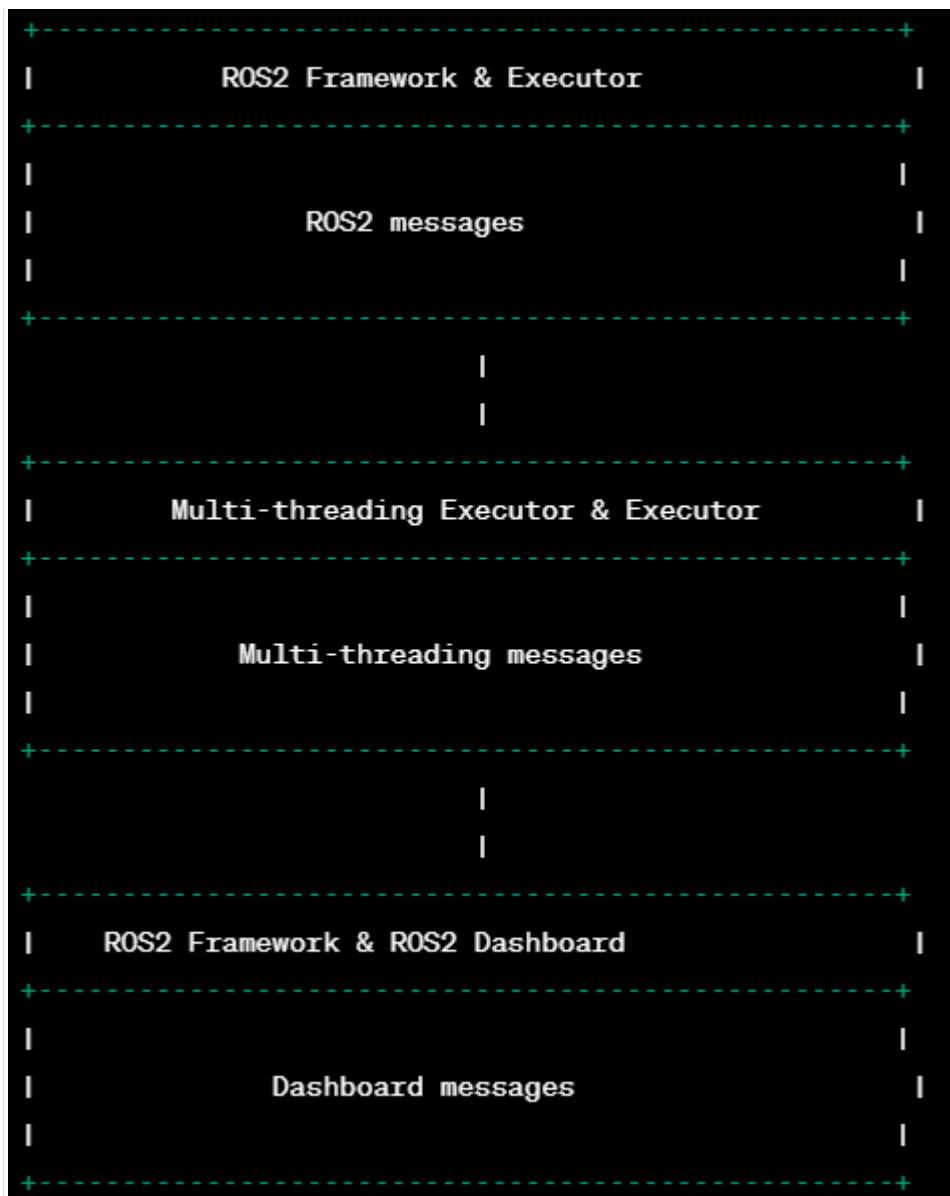 ROS2 Framework & Executor
ROS2 messages
Multi-threading Executor & Executor
Multi-threading messages
ROS2 Framework & ROS2 Dashboard
Dashboard messages